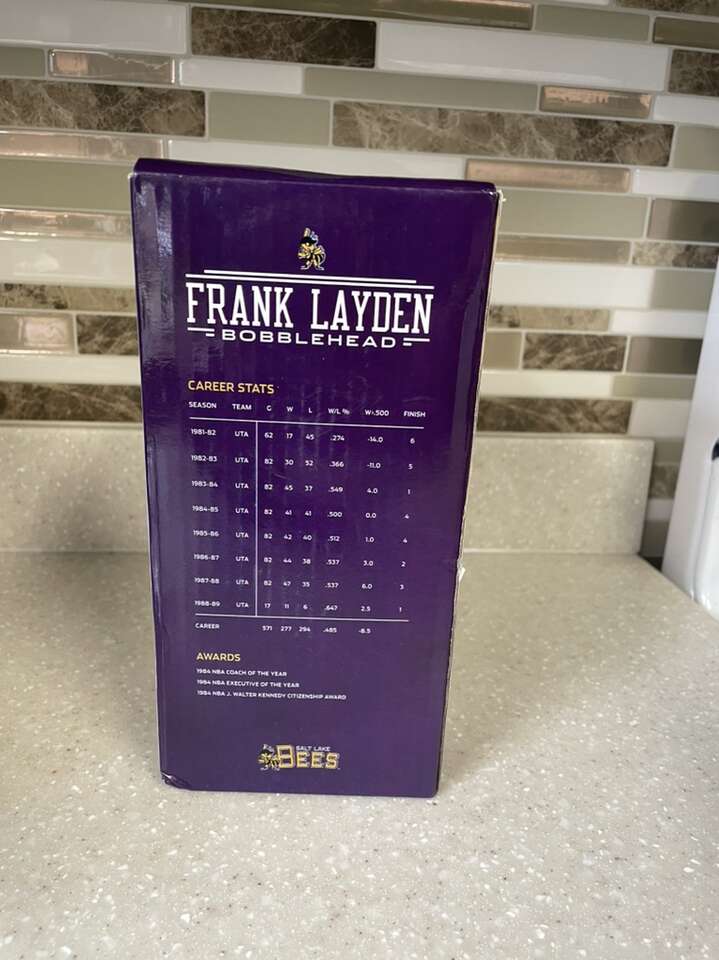 FRANK LAYDEN
BOBBLEHEAD
CAREER STATS
SEASON TEAM G W L W/L % W>.500 FINISH
1981-82 UTA 62 17 45 .274 -14.0 6
1982-83 UTA 82 30 52 .366 -11.0 5
1983-84 UTA 82 45 37 .549 4.0 1
1984-85 UTA 82 41 41 .500 0.0 4
1985-86 UTA 82 42 40 .512 1.0 4
1986-87 UTA 82 44 38 .537 3.0 2
1987-88 UTA 82 47 35 .537 6.0 3
1988-89 UTA 17 11 6 .647 2.5 1
CAREER 571 277 294 .485 -8.5
AWARDS
1984 NBA COACH OF THE YEAR
1984 NBA EXECUTIVE OF THE YEAR
1984 NBA J. WALTER KENNEDY CITIZENSHIP AWARD
SALT LAKE
BEES